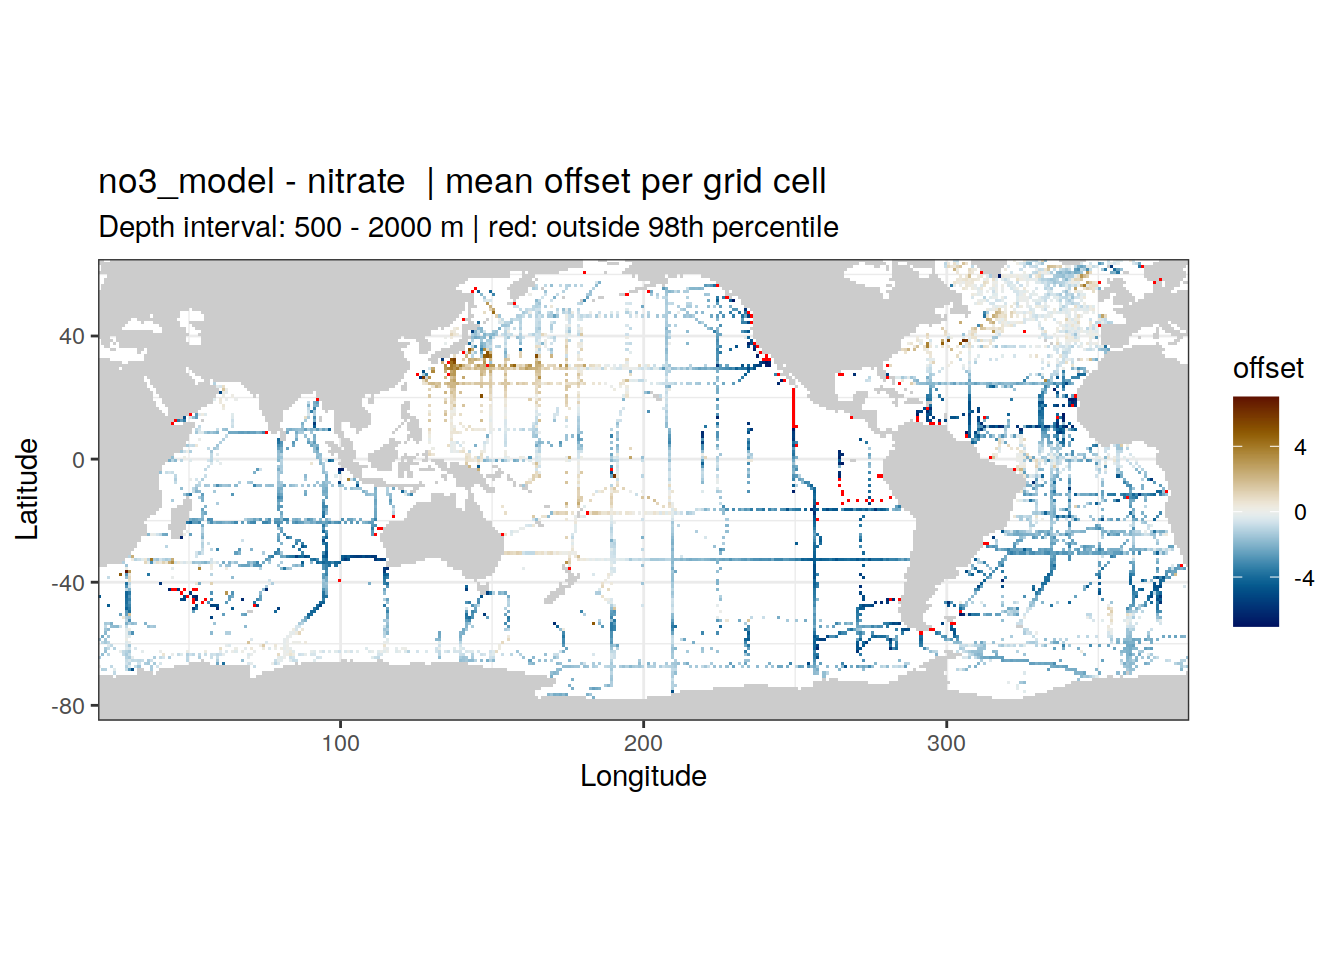 no3_model - nitrate  | mean offset per grid cell
Depth interval: 500 - 2000 m | red: outside 98th percentile
Latitude
40
0
-40
-80
100
200
300
Longitude
offset
4
0
-4